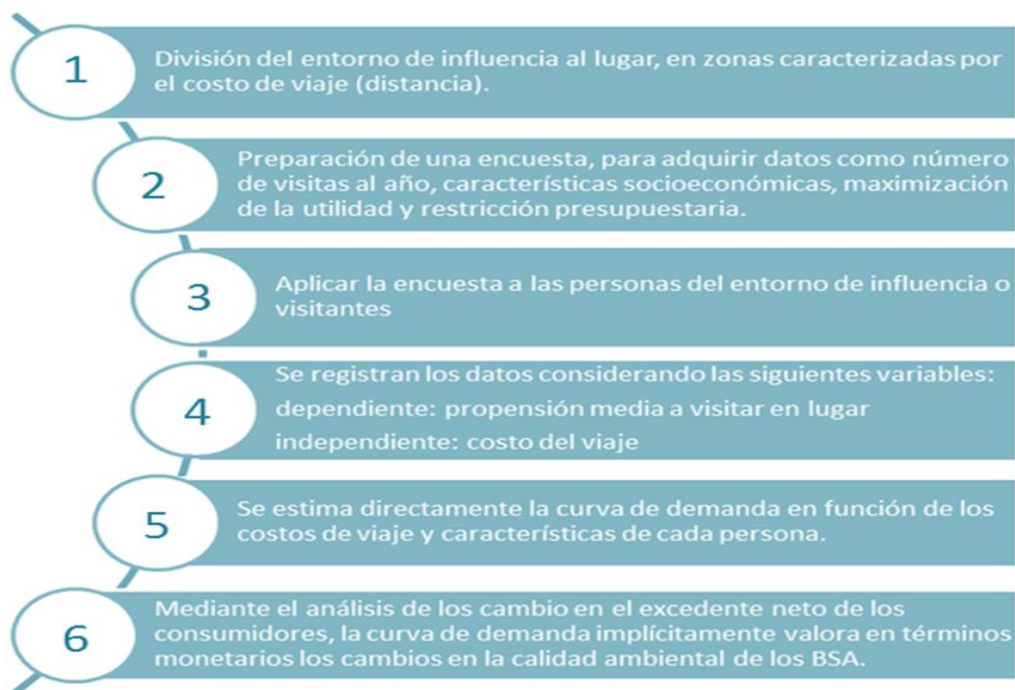 1
División del entorno de influencia al lugar, en zonas caracterizadas por
el costo de viaje (distancia).
2
Preparación de una encuesta, para adquirir datos como número
de visitas al año, características socioeconómicas, maximización
de la utilidad y restricción presupuestaria.
3
Aplicar la encuesta a las personas del entorno de influencia o
visitantes
4
Se registran los datos considerando las siguientes variables:
dependiente: propensión media a visitar en lugar
independiente: costo del viaje
5
Se estima directamente la curva de demanda en función de los
costos de viaje y características de cada persona.
6
Mediante el análisis de los cambio en el excedente neto de los
consumidores, la curva de demanda implícitamente valora en términos
monetarios los cambios en la calidad ambiental de los BSA.